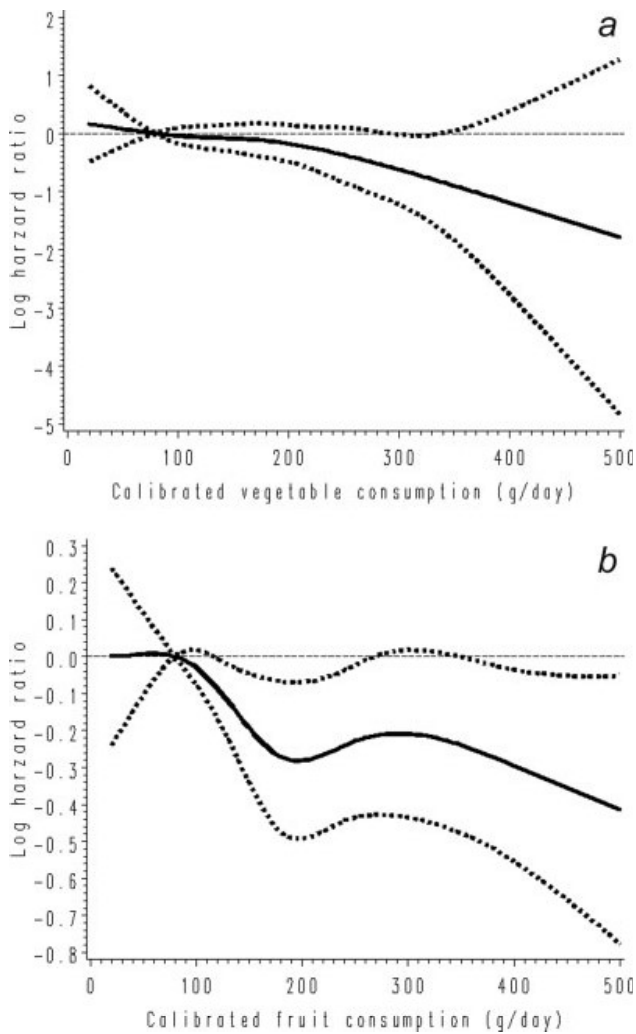 a
2
1
0
-1
-2
-3
-4
-5
Log harzard ratio
0 100 200 300 400 500
Calibrated vegetable consumption (g/day)
b
0.3
0.2
0.1
0.0
-0.1
-0.2
-0.3
-0.4
-0.5
-0.6
-0.7
-0.8
Log harzard ratio
0 100 200 300 400 500
Calibrated fruit consumption (g/day)